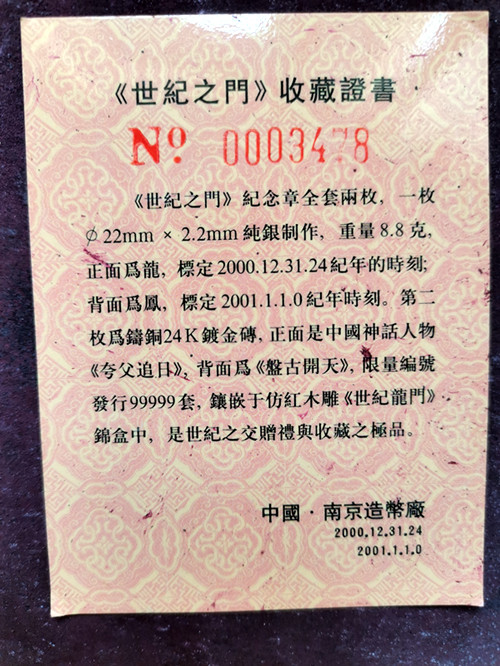 《世紀之門》收藏證書
Nº 0003478
《世紀之門》紀念章全套兩枚，一枚
∅22mm × 2.2mm 純銀制作，重量 8.8 克，
正面爲龍，標定 2000.12.31.24 紀年的時刻；
背面爲鳳，標定 2001.1.1.0 紀年時刻。第二
枚爲鑄銅24K鍍金磚，正面是中國神話人物
《夸父追日》，背面爲《盤古開天》，限量編號
發行99999套，鑲嵌于仿紅木雕《世紀龍門》
錦盒中，是世紀之交贈禮與收藏之極品。
中國·南京造幣廠
2000.12.31.24
2001.1.1.0